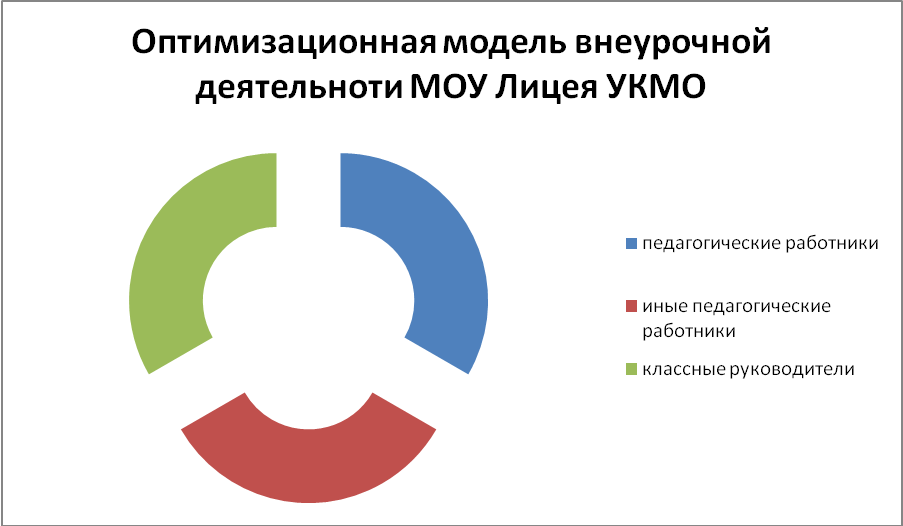 Оптимизационная модель внеурочной
деятельноти МОУ Лицея УКМО
педагогические работники
иные педагогические
работники
классные руководители